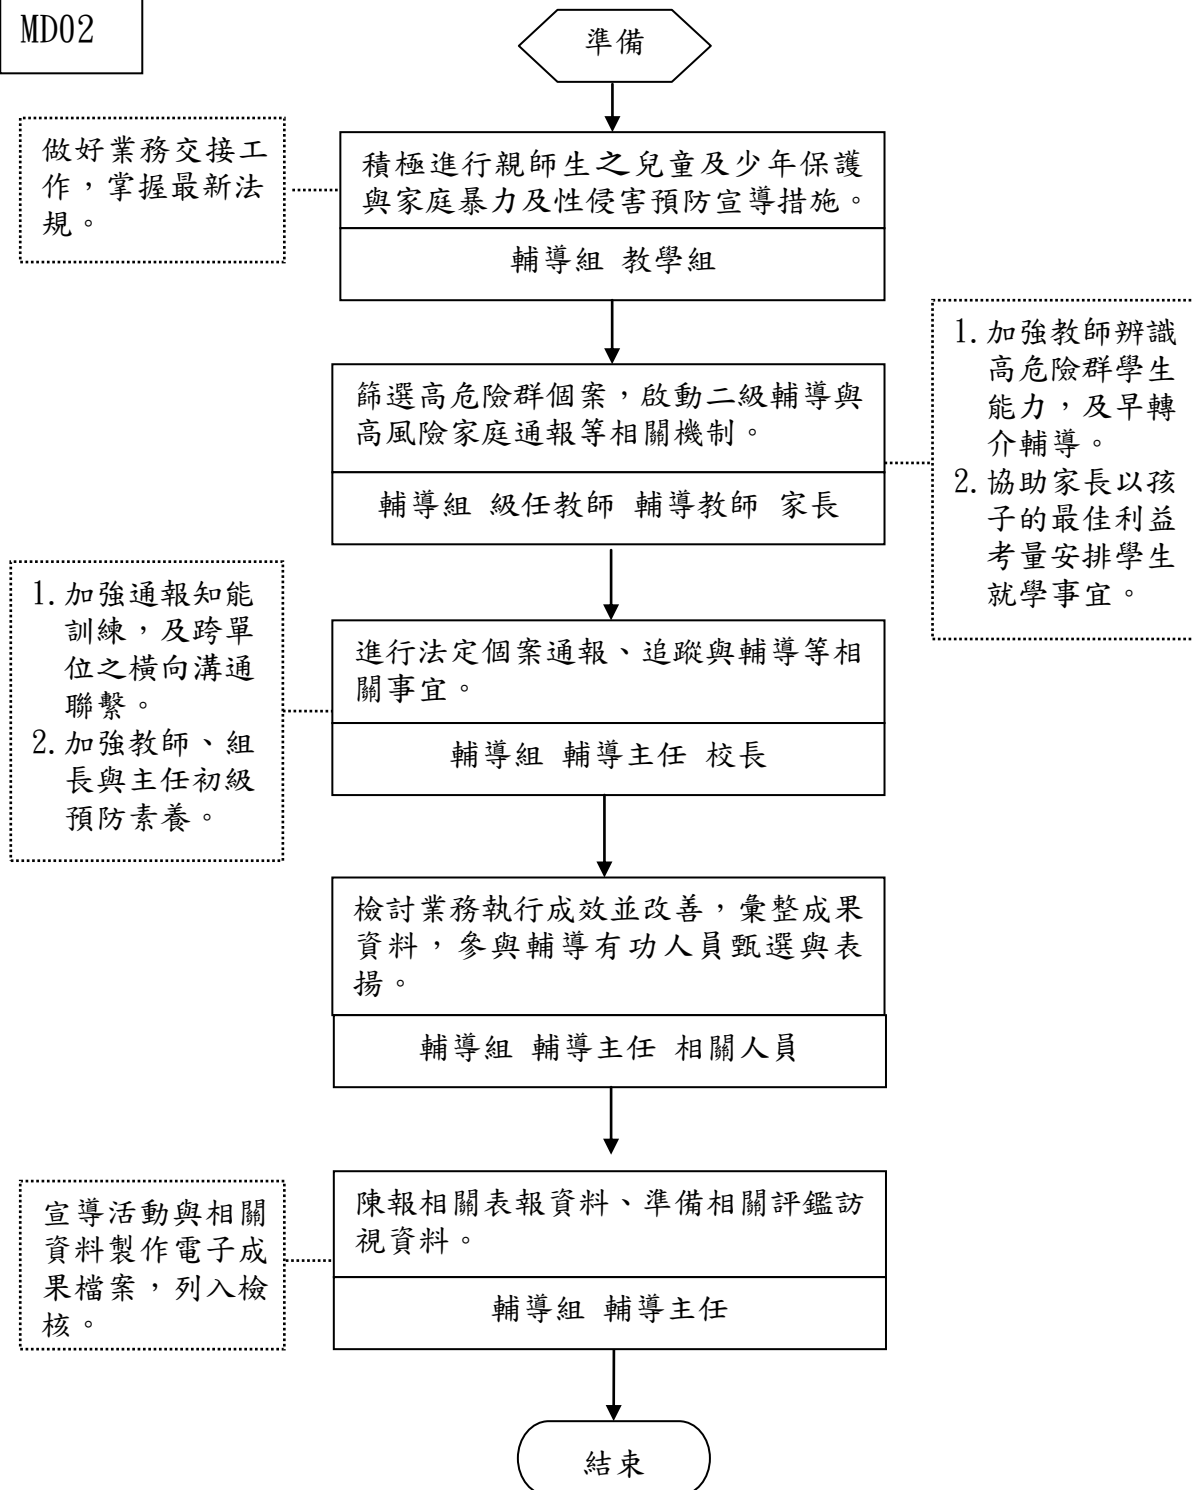 MD02
準備
做好業務交接工
作，掌握最新法
規。
積極進行親師生之兒童及少年保護
與家庭暴力及性侵害預防宣導措施。
輔導組 教學組
篩選高危險群個案，啟動二級輔導與
高風險家庭通報等相關機制。
輔導組 級任教師 輔導教師 家長
1. 加強教師辨識
高危險群學生
能力，及早轉
介輔導。
2. 協助家長以孩
子的最佳利益
考量安排學生
就學事宜。
1. 加強通報知能
訓練，及跨單
位之橫向溝通
聯繫。
2. 加強教師、組
長與主任初級
預防素養。
進行法定個案通報、追蹤與輔導等相
關事宜。
輔導組 輔導主任 校長
檢討業務執行成效並改善，彙整成果
資料，參與輔導有功人員甄選與表
揚。
輔導組 輔導主任 相關人員
宣導活動與相關
資料製作電子成
果檔案，列入檢
核。
陳報相關表報資料、準備相關評鑑訪
視資料。
輔導組 輔導主任
結束